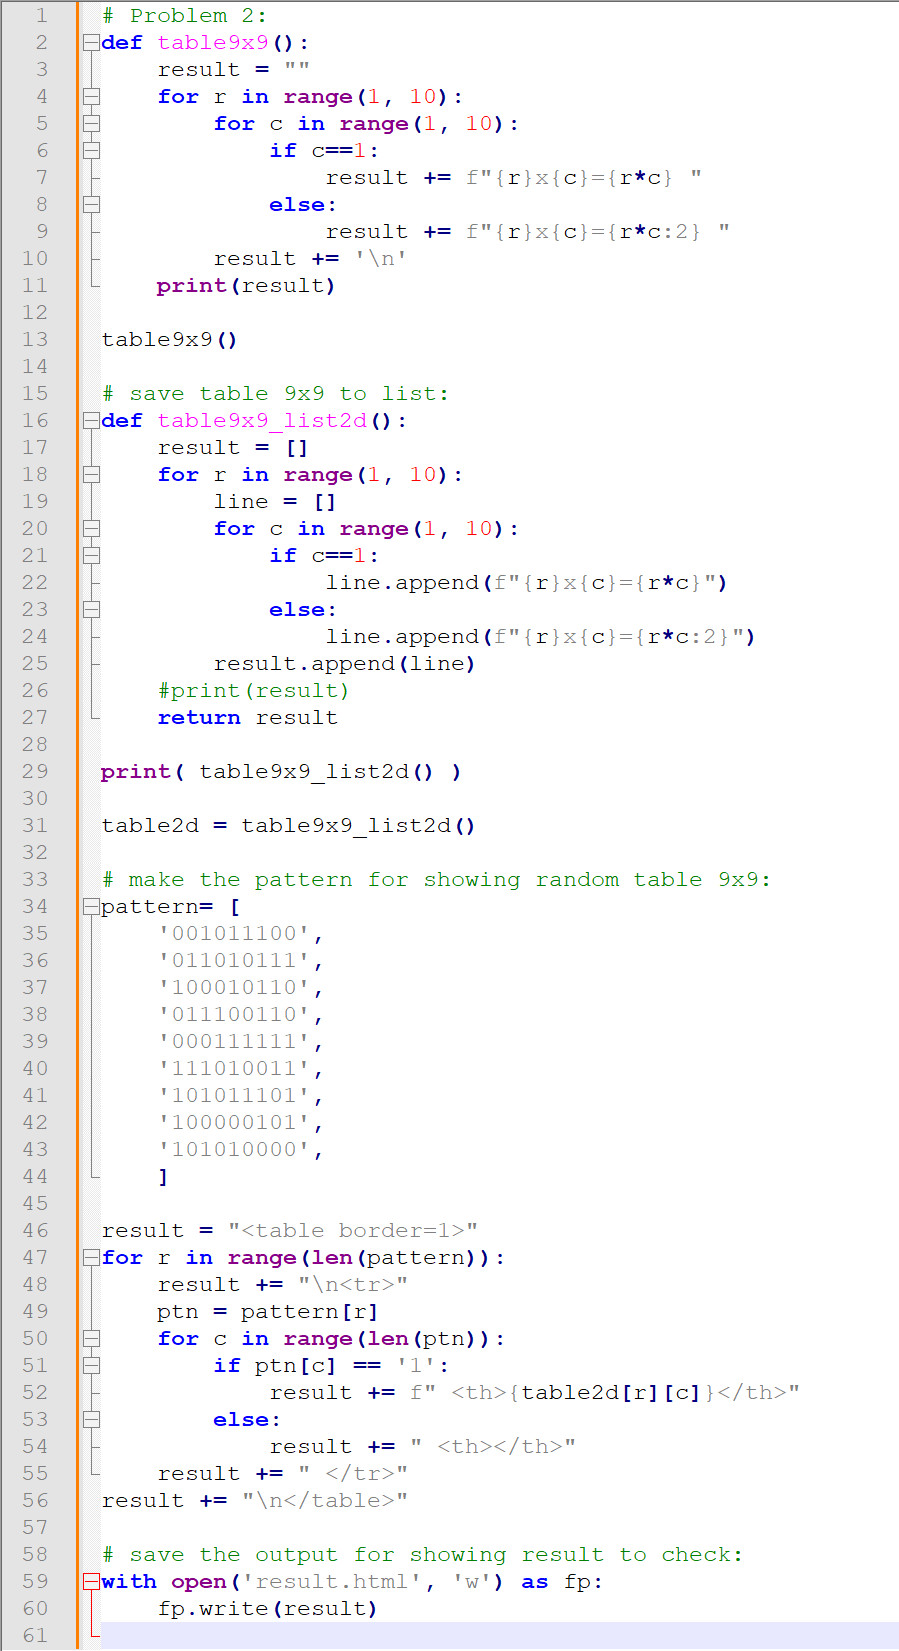 1 # Problem 2:
2 def table9x9():
3     result = ""
4     for r in range(1, 10):
5         for c in range(1, 10):
6             if c==1:
7                 result += f"{r}x{c}={r*c} "
8             else:
9                 result += f"{r}x{c}={r*c:2} "
10         result += '\n'
11     print(result)
12
13 table9x9()
14
15 # save table 9x9 to list:
16 def table9x9_list2d():
17     result = []
18     for r in range(1, 10):
19         line = []
20         for c in range(1, 10):
21             if c==1:
22                 line.append(f"{r}x{c}={r*c}")
23             else:
24                 line.append(f"{r}x{c}={r*c:2}")
25         result.append(line)
26     #print(result)
27     return result
28
29 print( table9x9_list2d() )
30
31 table2d = table9x9_list2d()
32
33 # make the pattern for showing random table 9x9:
34 pattern= [
35     '001011100',
36     '011010111',
37     '100010110',
38     '011100110',
39     '000111111',
40     '111010011',
41     '101011101',
42     '100000101',
43     '101010000',
44     ]
45
46 result = "<table border=1>"
47 for r in range(len(pattern)):
48     result += "\n<tr>"
49     ptn = pattern[r]
50     for c in range(len(ptn)):
51         if ptn[c] == '1':
52             result += f" <th>{table2d[r][c]}</th>"
53         else:
54             result += " <th></th>"
55     result += " </tr>"
56 result += "\n</table>"
57
58 # save the output for showing result to check:
59 with open('result.html', 'w') as fp:
60     fp.write(result)
61